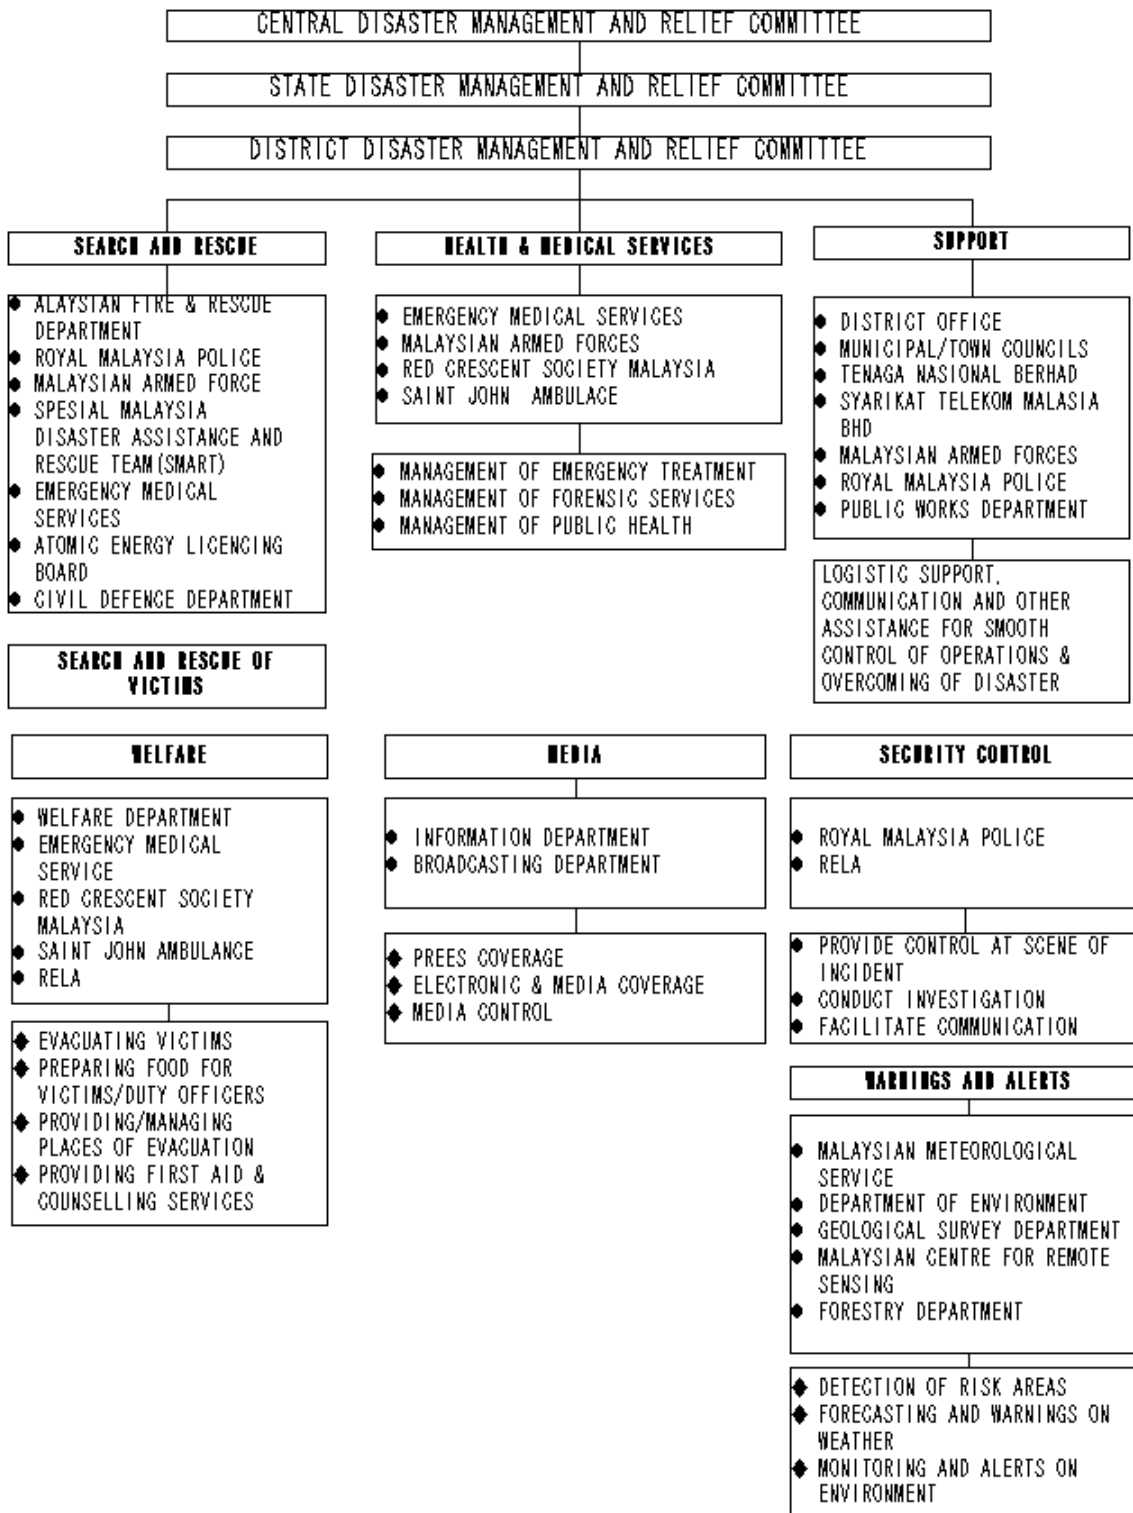 CENTRAL DISASTER MANAGEMENT AND RELIEF COMMITTEE
STATE DISASTER MANAGEMENT AND RELIEF COMMITTEE
DISTRICT DISASTER MANAGEMENT AND RELIEF COMMITTEE
SEARCH AND RESCUE
ALAYSIAN FIRE & RESCUE
DEPARTMENT
ROYAL MALAYSIA POLICE
MALAYSIAN ARMED FORCE
SPESIAL MALAYSIA
DISASTER ASSISTANCE AND
RESCUE TEAM(SMART)
EMERGENCY MEDICAL
SERVICES
ATOMIC ENERGY LICENCING
BOARD
CIVIL DEFENCE DEPARTMENT
SEARCH AND RESCUE OF
VICTIMS
HEALTH & MEDICAL SERVICES
EMERGENCY MEDICAL SERVICES
MALAYSIAN ARMED FORCES
RED CRESCENT SOCIETY MALAYSIA
SAINT JOHN AMBULACE
MANAGEMENT OF EMERGENCY TREATMENT
MANAGEMENT OF FORENSIC SERVICES
MANAGEMENT OF PUBLIC HEALTH
SUPPORT
DISTRICT OFFICE
MUNICIPAL/TOWN COUNCILS
TENAGA NASIONAL BERHAD
SYARIKAT TELEKOM MALASIA
BHD
MALAYSIAN ARMED FORCES
ROYAL MALAYSIA POLICE
PUBLIC WORKS DEPARTMENT
LOGISTIC SUPPORT,
COMMUNICATION AND OTHER
ASSISTANCE FOR SMOOTH
CONTROL OF OPERATIONS &
OVERCOMING OF DISASTER
WELFARE
WELFARE DEPARTMENT
EMERGENCY MEDICAL
SERVICE
RED CRESCENT SOCIETY
MALAYSIA
SAINT JOHN AMBULANCE
RELA
EVACUATING VICTIMS
PREPARING FOOD FOR
VICTIMS/DUTY OFFICERS
PROVIDING/MANAGING
PLACES OF EVACUATION
PROVIDING FIRST AID &
COUNSELLING SERVICES
MEDIA
INFORMATION DEPARTMENT
BROADCASTING DEPARTMENT
PREES COVERAGE
ELECTRONIC & MEDIA COVERAGE
MEDIA CONTROL
SECURITY CONTROL
ROYAL MALAYSIA POLICE
RELA
PROVIDE CONTROL AT SCENE OF
INCIDENT
CONDUCT INVESTIGATION
FACILITATE COMMUNICATION
WARNINGS AND ALERTS
MALAYSIAN METEOROLOGICAL
SERVICE
DEPARTMENT OF ENVIRONMENT
GEOLOGICAL SURVEY DEPARTMENT
MALAYSIAN CENTRE FOR REMOTE
SENSING
FORESTRY DEPARTMENT
DETECTION OF RISK AREAS
FORECASTING AND WARNINGS ON
WEATHER
MONITORING AND ALERTS ON
ENVIRONMENT